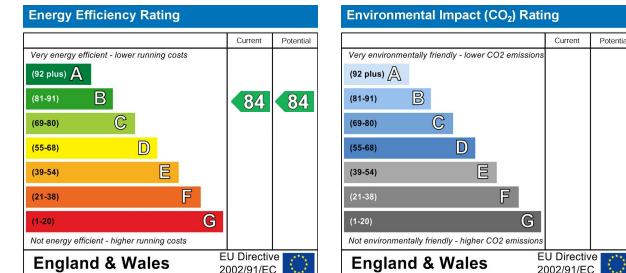 Energy Efficiency Rating
Current Potential
Very energy efficient - lower running costs
(92 plus) A
(81-91) B
84 84
(69-80) C
(55-68) D
(39-54) E
(21-38) F
(1-20) G
Not energy efficient - higher running costs
England & Wales
EU Directive
2002/91/EC
Environmental Impact (CO₂) Rating
Current Potential
Very environmentally friendly - lower CO2 emissions
(92 plus) A
(81-91) B
(69-80) C
(55-68) D
(39-54) E
(21-38) F
(1-20) G
Not environmentally friendly - higher CO2 emissions
England & Wales
EU Directive
2002/91/EC